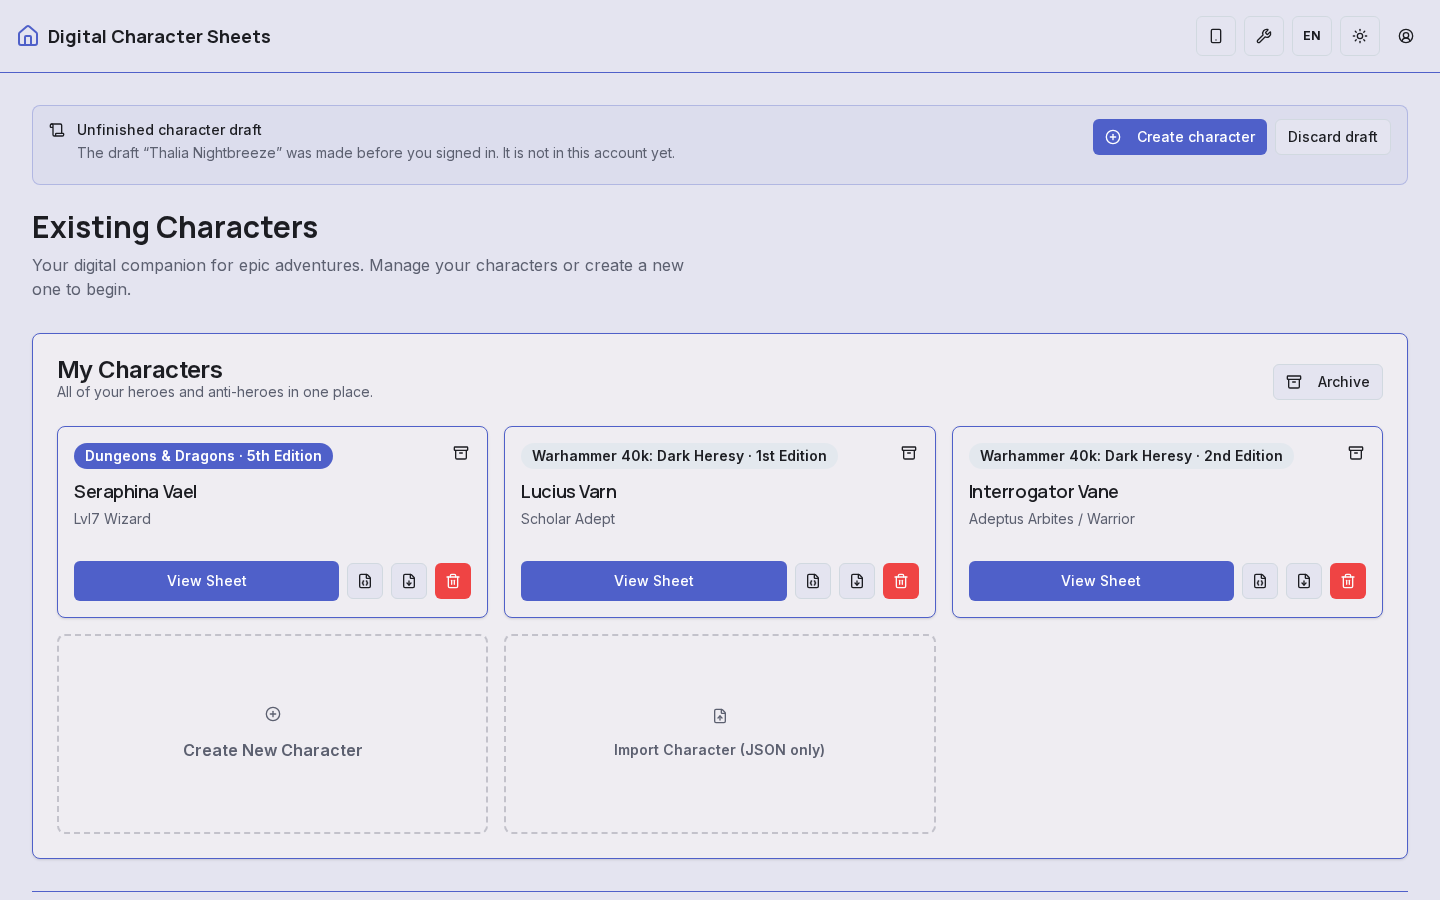 Digital Character Sheets
EN
Unfinished character draft
The draft “Thalia Nightbreeze” was made before you signed in. It is not in this account yet.
Create character
Discard draft
Existing Characters
Your digital companion for epic adventures. Manage your characters or create a new
one to begin.
My Characters
All of your heroes and anti-heroes in one place.
Archive
Dungeons & Dragons · 5th Edition
Seraphina Vael
Lvl7 Wizard
View Sheet
Warhammer 40k: Dark Heresy · 1st Edition
Lucius Varn
Scholar Adept
View Sheet
Warhammer 40k: Dark Heresy · 2nd Edition
Interrogator Vane
Adeptus Arbites / Warrior
View Sheet
Create New Character
Import Character (JSON only)